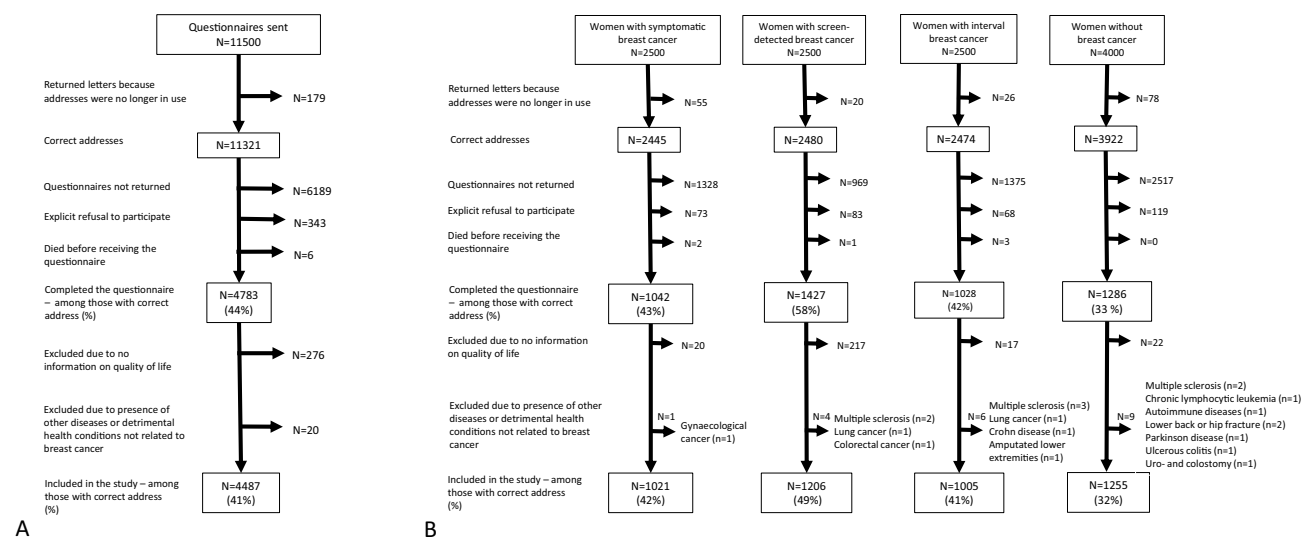 Questionnaires sent
N=11500
Returned letters because
addresses were no longer in use
N=179
Correct addresses
N=11321
Questionnaires not returned
N=6189
Explicit refusal to participate
N=343
Died before receiving the
questionnaire
N=6
Completed the questionnaire
– among those with correct
address (%)
N=4783
(44%)
Excluded due to no
information on quality of life
N=276
Excluded due to presence of
other diseases or detrimental
health conditions not related to
breast cancer
N=20
Included in the study – among
those with correct address
(%)
N=4487
(41%)
A
Women with symptomatic
breast cancer
N=2500
Women with screen-
detected breast cancer
N=2500
Women with interval
breast cancer
N=2500
Women without breast
cancer
N=4000
Returned letters because
addresses were no longer in use
N=55
N=20
N=26
N=78
Correct addresses
N=2445
N=2480
N=2474
N=3922
Questionnaires not returned
N=1328
N=969
N=1375
N=2517
Explicit refusal to participate
N=73
N=83
N=68
N=119
Died before receiving the
questionnaire
N=2
N=1
N=3
N=0
Completed the questionnaire
– among those with correct
address (%)
N=1042
(43%)
N=1427
(58%)
N=1028
(42%)
N=1286
(33 %)
Excluded due to no information
on quality of life
N=20
N=217
N=17
N=22
Excluded due to presence of other
diseases or detrimental health
conditions not related to breast
cancer
N=1
Gynaecological
cancer (n=1)
N=4
Multiple sclerosis (n=2)
Lung cancer (n=1)
Colorectal cancer (n=1)
N=6
Multiple sclerosis (n=3)
Lung cancer (n=1)
Crohn disease (n=1)
Amputated lower
extremities (n=1)
N=9
Multiple sclerosis (n=2)
Chronic lymphocytic leukemia (n=1)
Autoimmune diseases (n=1)
Lower back or hip fracture (n=2)
Parkinson disease (n=1)
Ulcerous colitis (n=1)
Uro- and colostomy (n=1)
Included in the study – among
those with correct address
(%)
N=1021
(42%)
N=1206
(49%)
N=1005
(41%)
N=1255
(32%)
B